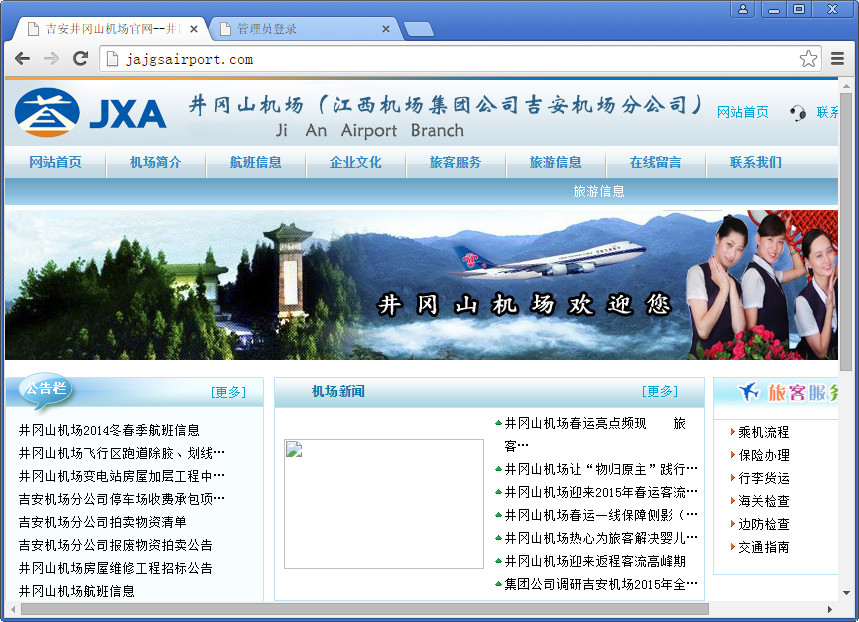 吉安井冈山机场官网--井
管理员登录
jajgsairport.com
JXA
井冈山机场（江西机场集团公司吉安机场分公司）
Ji An Airport Branch
网站首页
联系
网站首页 机场简介 航班信息 企业文化 旅客服务 旅游信息 在线留言 联系我们
旅游信息
井冈山机场欢迎您
公告栏
[更多]
井冈山机场2014冬春季航班信息
井冈山机场飞行区跑道除胶、划线…
井冈山机场变电站房屋加层工程中…
吉安机场分公司停车场收费承包项…
吉安机场分公司拍卖物资清单
吉安机场分公司报废物资拍卖公告
井冈山机场房屋维修工程招标公告
井冈山机场航班信息
机场新闻
[更多]
井冈山机场春运亮点频现 旅
客…
井冈山机场让“物归原主”践行…
井冈山机场迎来2015年春运客流…
井冈山机场春运一线保障侧影（…
井冈山机场热心为旅客解决婴儿…
井冈山机场迎来返程客流高峰期
集团公司调研吉安机场2015年全…
旅客服务
乘机流程
保险办理
行李货运
海关检查
边防检查
交通指南